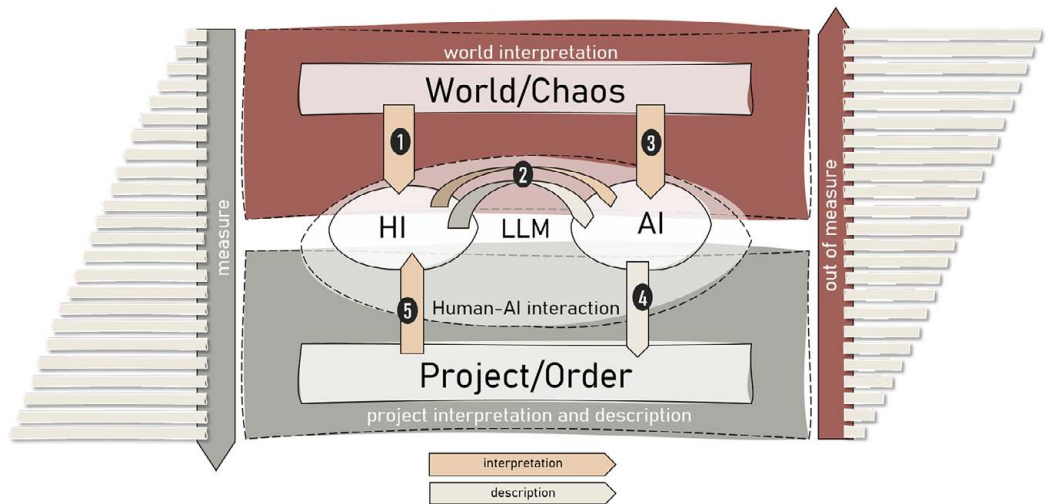 world interpretation
World/Chaos
1
3
2
HI
LLM
AI
measure
out of measure
5
Human-AI interaction
4
Project/Order
project interpretation and description
interpretation
description